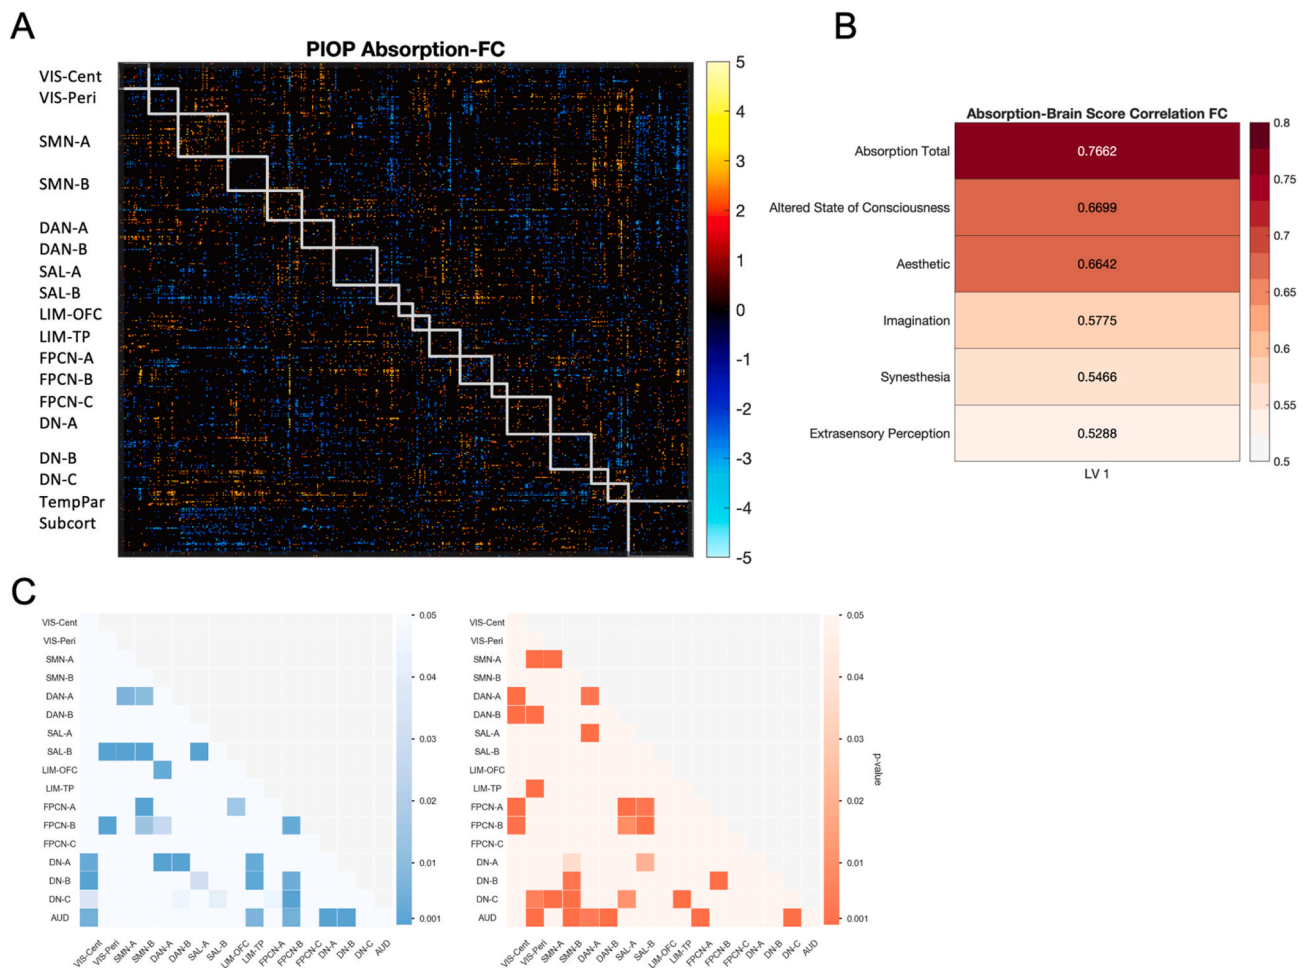 A
PIOP Absorption-FC
VIS-Cent
VIS-Peri
SMN-A
SMN-B
DAN-A
DAN-B
SAL-A
SAL-B
LIM-OFC
LIM-TP
FPCN-A
FPCN-B
FPCN-C
DN-A
DN-B
DN-C
TempPar
Subcort
5
4
3
2
1
0
-1
-2
-3
-4
-5
B
Absorption-Brain Score Correlation FC
Absorption Total 0.7662
Altered State of Consciousness 0.6699
Aesthetic 0.6642
Imagination 0.5775
Synesthesia 0.5466
Extrasensory Perception 0.5288
LV 1
0.8
0.75
0.7
0.65
0.6
0.55
0.5
C
VIS-Cent
VIS-Peri
SMN-A
SMN-B
DAN-A
DAN-B
SAL-A
SAL-B
LIM-OFC
LIM-TP
FPCN-A
FPCN-B
FPCN-C
DN-A
DN-B
DN-C
AUD
VIS-Cent VIS-Peri SMN-A SMN-B DAN-A DAN-B SAL-A SAL-B LIM-OFC LIM-TP FPCN-A FPCN-B FPCN-C DN-A DN-B DN-C AUD
0.05
0.04
0.03
0.02
0.01
0.001
VIS-Cent
VIS-Peri
SMN-A
SMN-B
DAN-A
DAN-B
SAL-A
SAL-B
LIM-OFC
LIM-TP
FPCN-A
FPCN-B
FPCN-C
DN-A
DN-B
DN-C
AUD
VIS-Cent VIS-Peri SMN-A SMN-B DAN-A DAN-B SAL-A SAL-B LIM-OFC LIM-TP FPCN-A FPCN-B FPCN-C DN-A DN-B DN-C AUD
0.05
0.04
0.03
0.02
0.01
0.001
p-value